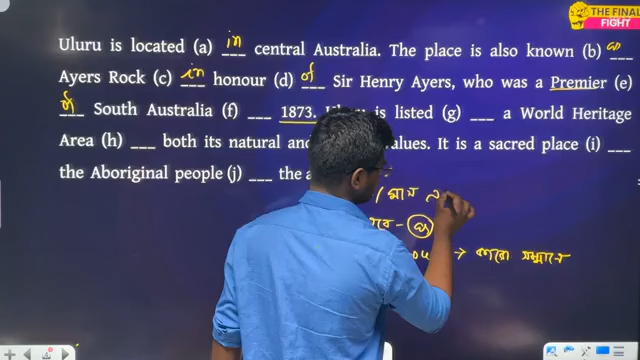 THE FINAL
FIGHT
Uluru is located (a) in central Australia. The place is also known (b) as
Ayers Rock (c) in honour (d) of Sir Henry Ayers, who was a Premier (e)
of South Australia (f) ___ 1873. Uluru is listed (g) ___ a World Heritage
Area (h) ___ both its natural and values. It is a sacred place (i) ___
the Aboriginal people (j) ___ the
/ মাস
as
→ কারো সম্মানে